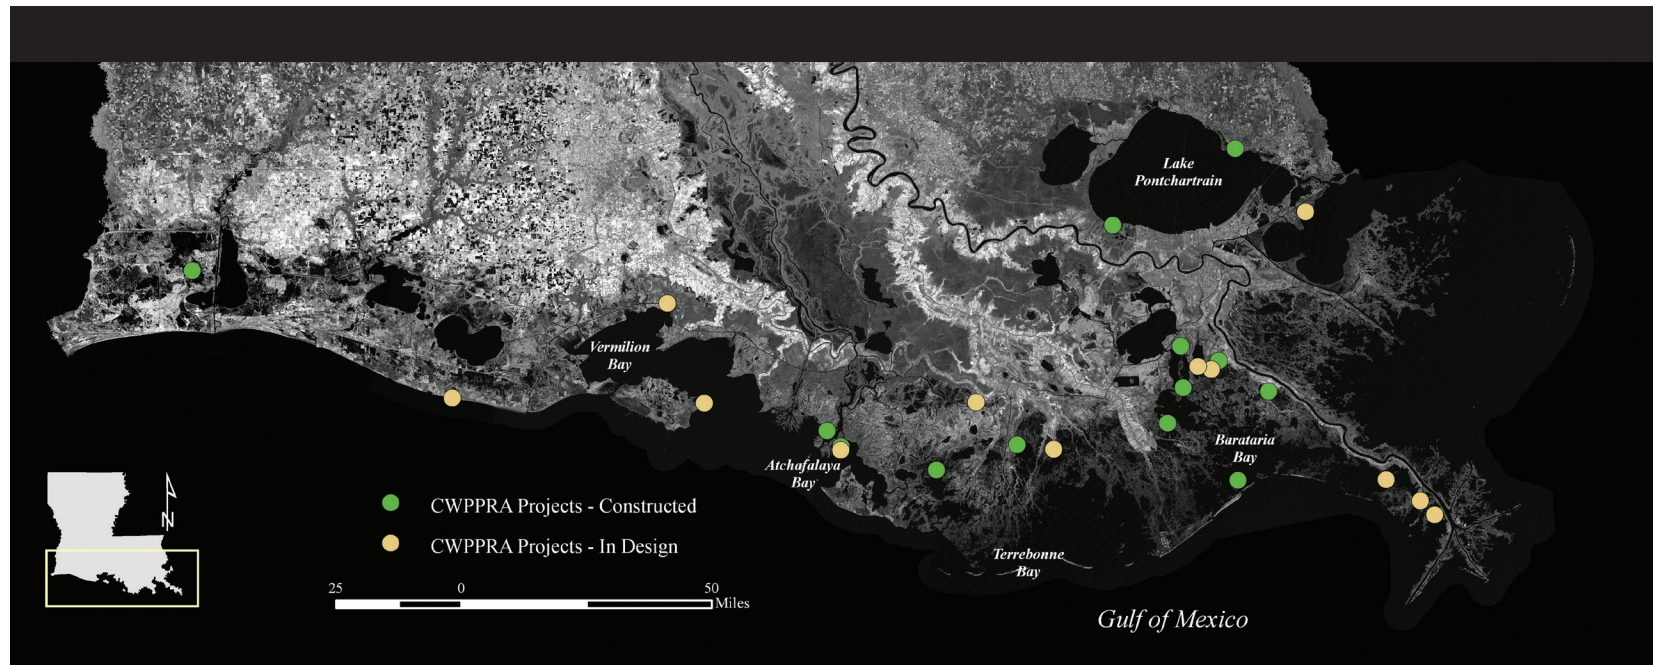 Lake
Pontchartrain
Vermilion
Bay
Barataria
Bay
Atchafalaya
Bay
CWPPRA Projects - Constructed
N
CWPPRA Projects - In Design
Terrebonne
Bay
25 0 50
Miles
Gulf of Mexico